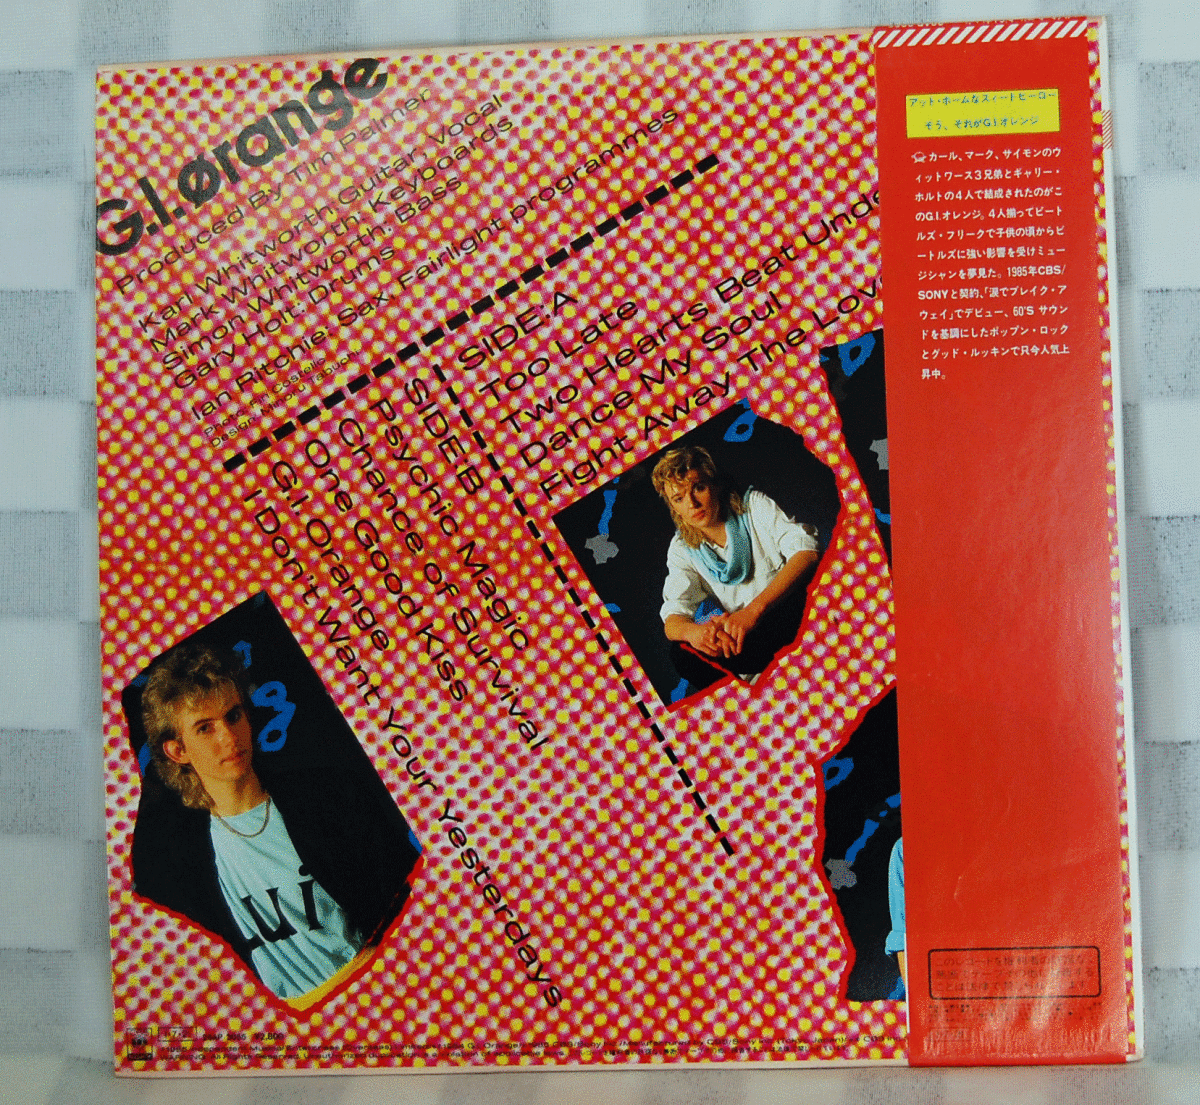 G.I.ørange
Produced By Tim Palmer
Karl Whitworth: Guitar, Vocal
Mark Whitworth: Keyboards
Simon Whitworth: Bass
Gary Holt: Drums
Ian Ritchie: Sax, Fairlight programmes
SIDE:A
Too Late
Two Hearts Beat Unde
Dance My Soul
Fight Away The Lov
SIDE:B
Psychic Magic
Chance of Survival
One Good Kiss
G.I. Orange
I Don't Want Your Yesterdays
アット・ホームなスウィートヒーロー
そう、それがG.I.オレンジ
カール、マーク、サイモンのウ
ィットワース3兄弟とギャリー・
ホルトの4人で結成されたのがこ
のG.I.オレンジ。4人揃ってビート
ルズ・フリークで子供の頃からビ
ートルズに強い影響を受けミュー
ジシャンを夢見た。1985年CBS/
SONYと契約、「涙でブレイク・ア
ウェイ」でデビュー、60'S サウン
ドを基調にしたポップン・ロック
とグッド・ルッキンで只今人気上
昇中。
¥2,800